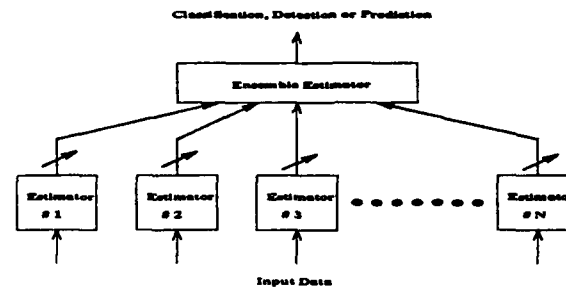 Classification, Detection or Prediction
Ensemble Estimator
Estimator
# 1
Estimator
# 2
Estimator
# 3
Estimator
# N
Input Data